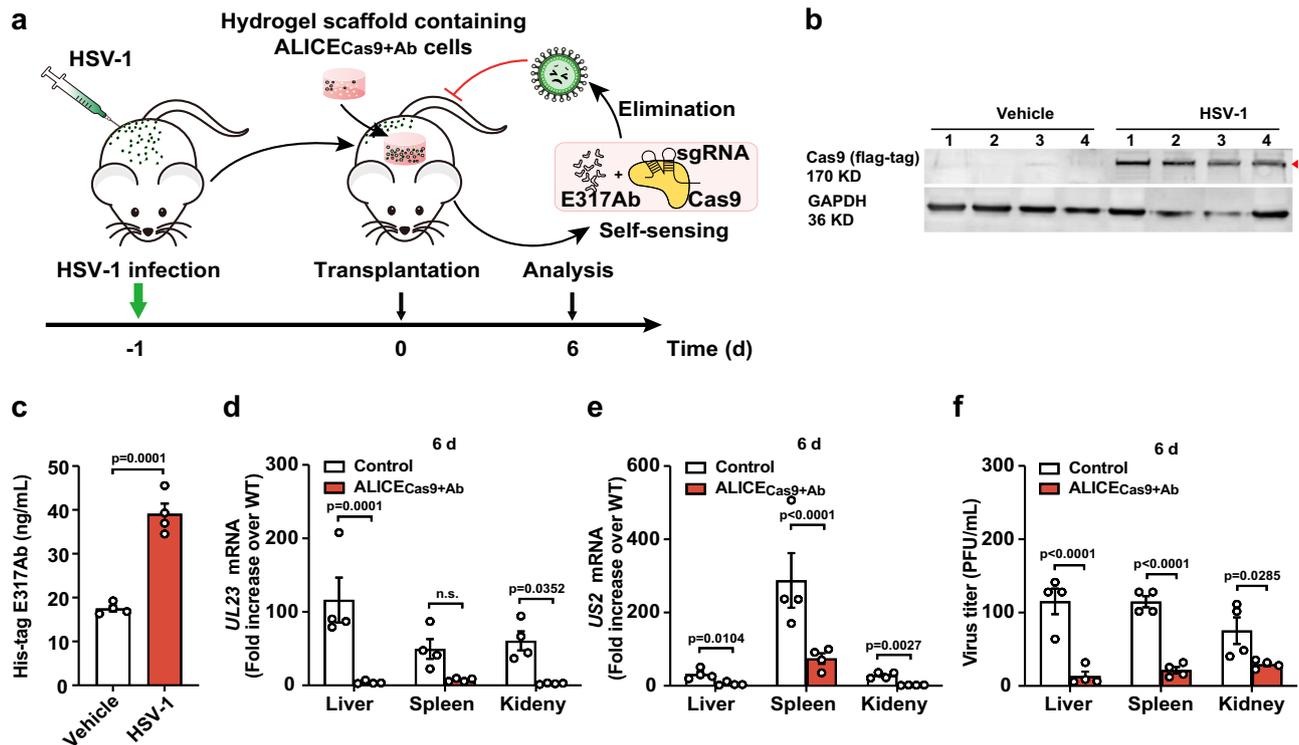 a
HSV-1
Hydrogel scaffold containing
ALICECas9+Ab cells
Elimination
sgRNA
+
E317Ab
Cas9
Self-sensing
HSV-1 infection
Transplantation
Analysis
-1
0
6
Time (d)
b
Vehicle
HSV-1
1 2 3 4 1 2 3 4
Cas9 (flag-tag)
170 KD
GAPDH
36 KD
c
His-tag E317Ab (ng/mL)
50
40
30
20
10
0
p=0.0001
Vehicle
HSV-1
d
6 d
UL23 mRNA
(Fold increase over WT)
300
200
100
0
Control
ALICECas9+Ab
p=0.0001
n.s.
p=0.0352
Liver
Spleen
Kideny
e
6 d
US2 mRNA
(Fold increase over WT)
600
400
200
0
Control
ALICECas9+Ab
p=0.0104
p<0.0001
p=0.0027
Liver
Spleen
Kideny
f
6 d
Virus titer (PFU/mL)
300
200
100
0
Control
ALICECas9+Ab
p<0.0001
p<0.0001
p=0.0285
Liver
Spleen
Kidney